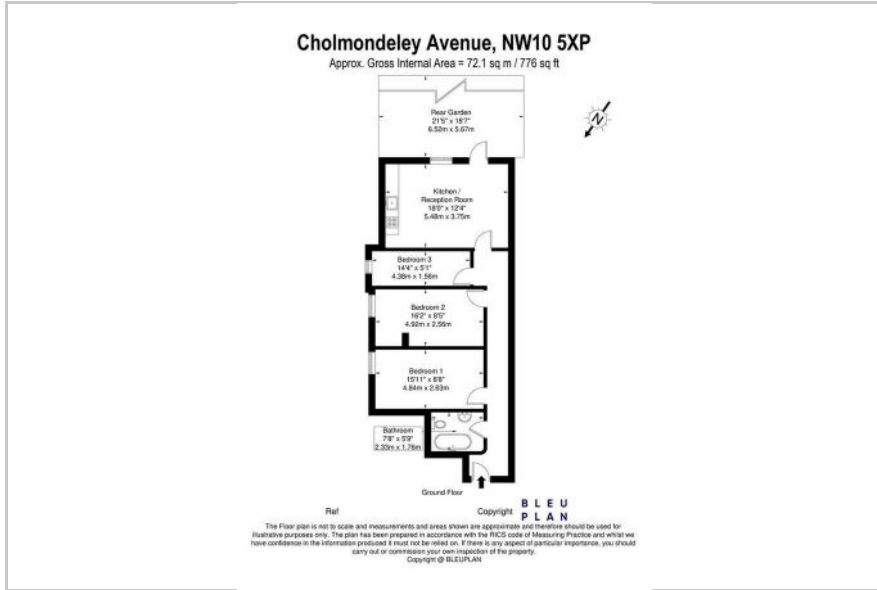 Cholmondeley Avenue, NW10 5XP
Approx. Gross Internal Area = 72.1 sq m / 776 sq ft
Rear Garden
21'5" x 18'7"
6.52m x 5.67m
N
Kitchen /
Reception Room
18'0" x 12'4"
5.48m x 3.75m
Bedroom 3
14'4" x 5'1"
4.38m x 1.56m
Bedroom 2
16'2" x 8'5"
4.92m x 2.56m
Bedroom 1
15'11" x 8'8"
4.84m x 2.63m
Bathroom
7'8" x 5'9"
2.33m x 1.76m
Ground Floor
Ref
Copyright
BLEU
PLAN
The Floor plan is not to scale and measurements and areas shown are approximate and therefore should be used for
illustrative purposes only. The plan has been prepared in accordance with the RICS code of Measuring Practice and whilst we
have confidence in the information produced it must not be relied on. If there is any aspect of particular importance, you should
carry out or commission your own inspection of the property.
Copyright @ BLEUPLAN